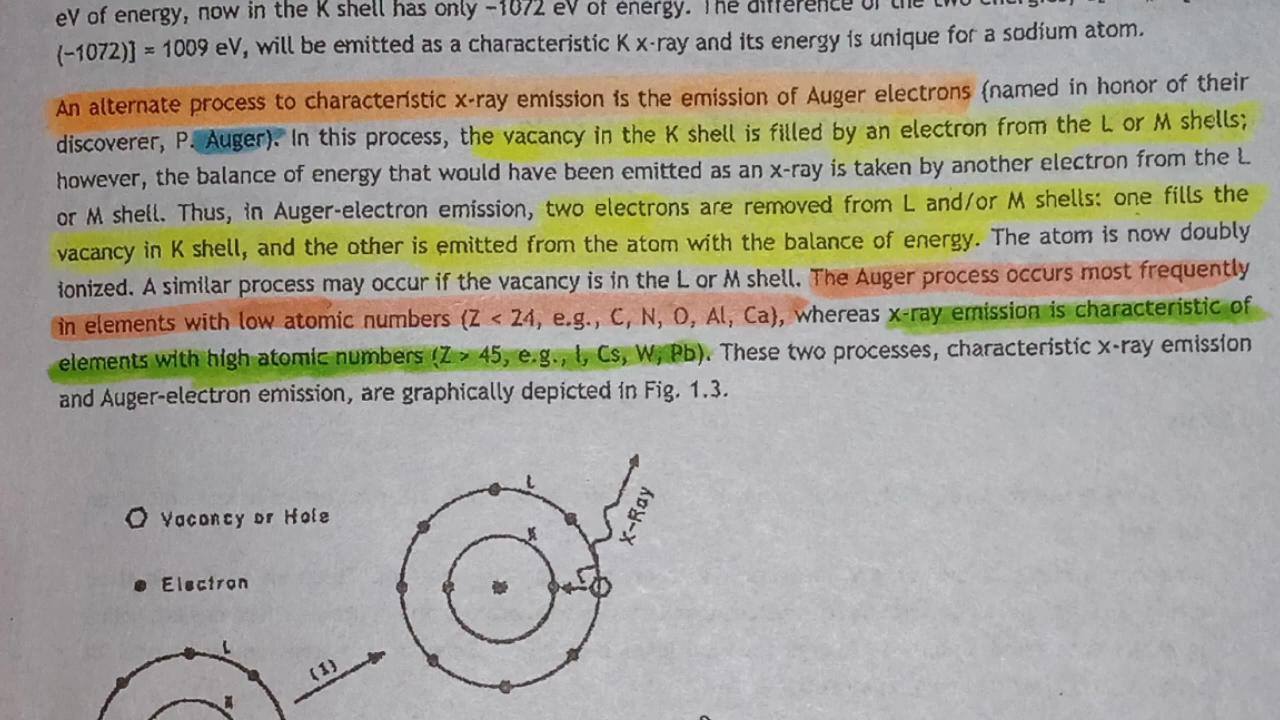 eV of energy, now in the K shell has only −1072 eV of energy. The difference of the two
(−1072)] = 1009 eV, will be emitted as a characteristic K x-ray and its energy is unique for a sodium atom.
An alternate process to characteristic x-ray emission is the emission of Auger electrons (named in honor of their
discoverer, P. Auger). In this process, the vacancy in the K shell is filled by an electron from the L or M shells;
however, the balance of energy that would have been emitted as an x-ray is taken by another electron from the L
or M shell. Thus, in Auger-electron emission, two electrons are removed from L and/or M shells: one fills the
vacancy in K shell, and the other is emitted from the atom with the balance of energy. The atom is now doubly
ionized. A similar process may occur if the vacancy is in the L or M shell. The Auger process occurs most frequently
in elements with low atomic numbers (Z < 24, e.g., C, N, O, Al, Ca), whereas x-ray emission is characteristic of
elements with high atomic numbers (Z > 45, e.g., I, Cs, W, Pb). These two processes, characteristic x-ray emission
and Auger-electron emission, are graphically depicted in Fig. 1.3.
L
K
X-Ray
Vacancy or Hole
Electron
L
(1)
K